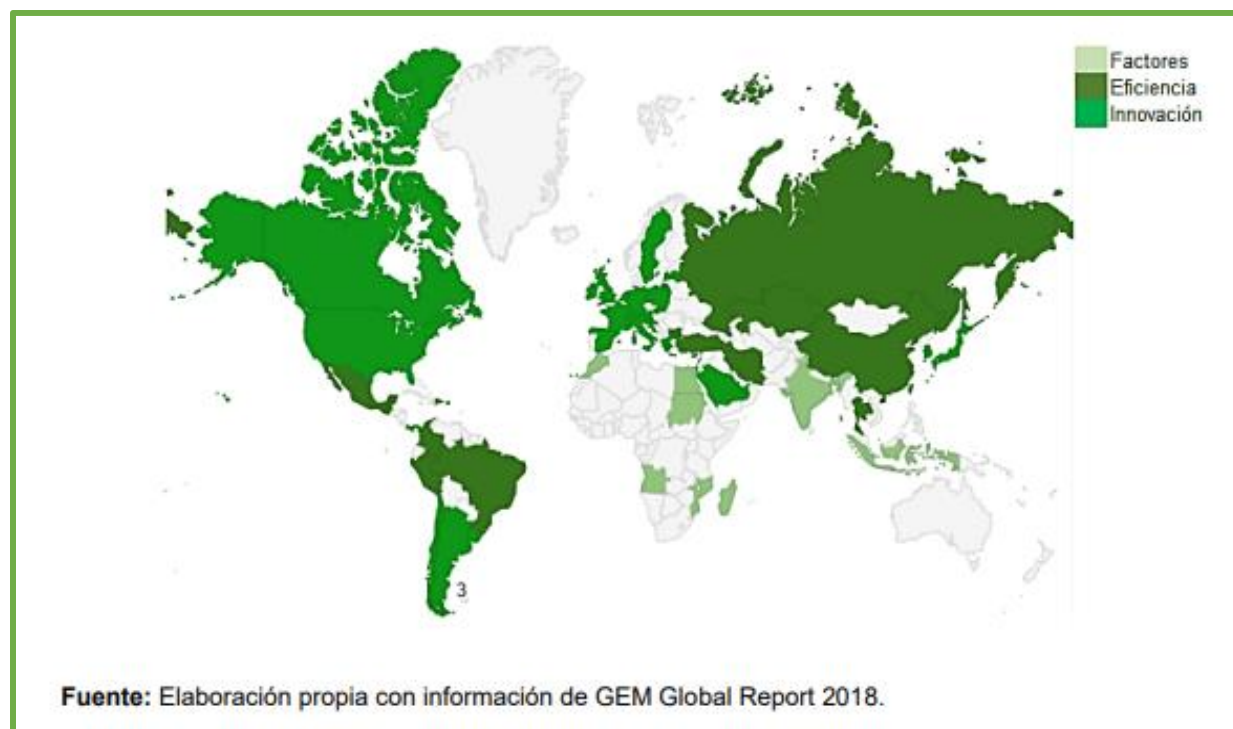 Factores
Eficiencia
Innovación
3
Fuente: Elaboración propia con información de GEM Global Report 2018.